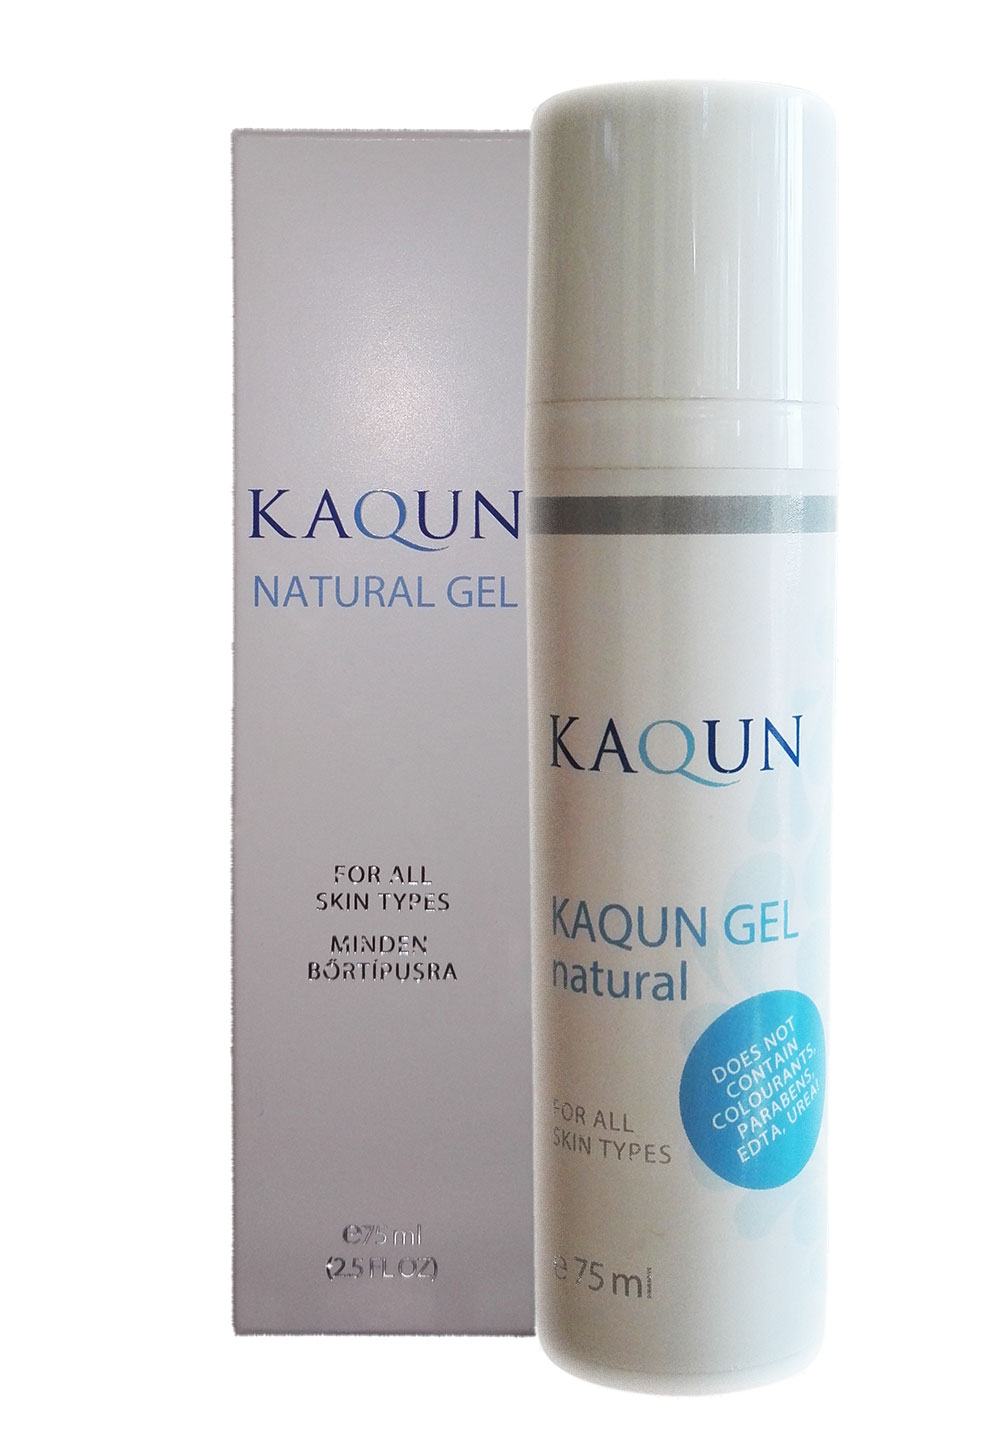 KAQUN
NATURAL GEL
FOR ALL
SKIN TYPES
MINDEN
BŐRTÍPUSRA
℮75 ml
(2.5 FL OZ)
KAQUN
KAQUN GEL
natural
DOES NOT
CONTAIN
COLOURANTS,
PARABENS,
EDTA, UREA!
FOR ALL
SKIN TYPES
℮ 75 ml